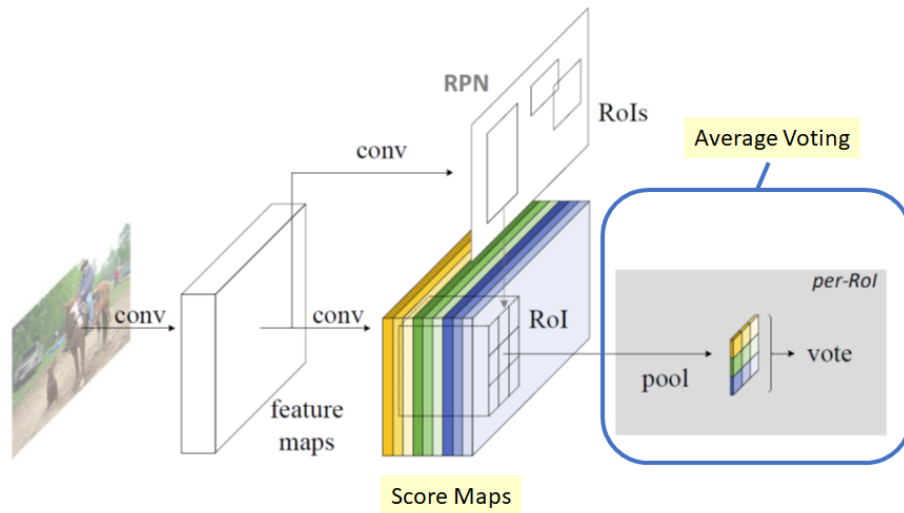 RPN
RoIs
Average Voting
conv
per-RoI
conv
conv
RoI
pool
vote
feature
maps
Score Maps